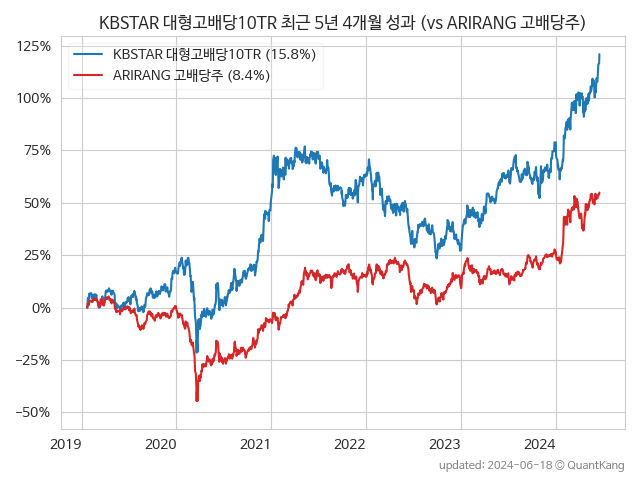 KBSTAR 대형고배당10TR 최근 5년 4개월 성과 (vs ARIRANG 고배당주)
KBSTAR 대형고배당10TR (15.8%)
ARIRANG 고배당주 (8.4%)
125%
100%
75%
50%
25%
0%
−25%
−50%
2019 2020 2021 2022 2023 2024
updated: 2024-06-18 © QuantKang